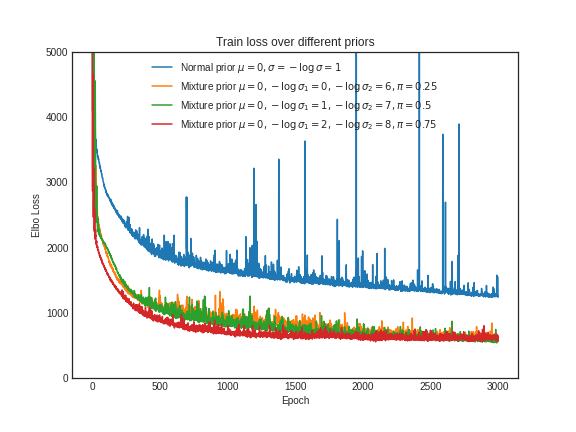 Train loss over different priors
Normal prior μ = 0, σ = − log σ = 1
Mixture prior μ = 0, − log σ₁ = 0, − log σ₂ = 6, π = 0.25
Mixture prior μ = 0, − log σ₁ = 1, − log σ₂ = 7, π = 0.5
Mixture prior μ = 0, − log σ₁ = 2, − log σ₂ = 8, π = 0.75
Elbo Loss
5000
4000
3000
2000
1000
0
0 500 1000 1500 2000 2500 3000
Epoch